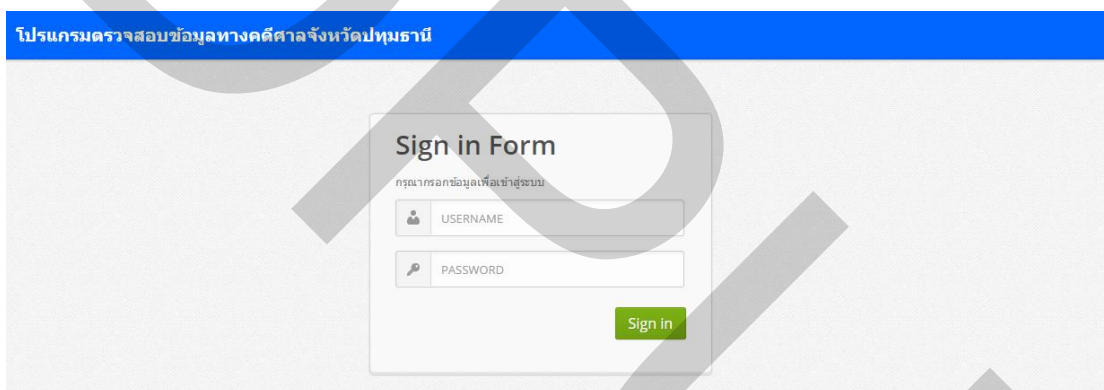 โปรแกรมตรวจสอบข้อมูลทางคดีศาลจังหวัดปทุมธานี
Sign in Form
กรุณากรอกข้อมูลเพื่อเข้าสู่ระบบ
USERNAME
PASSWORD
Sign in